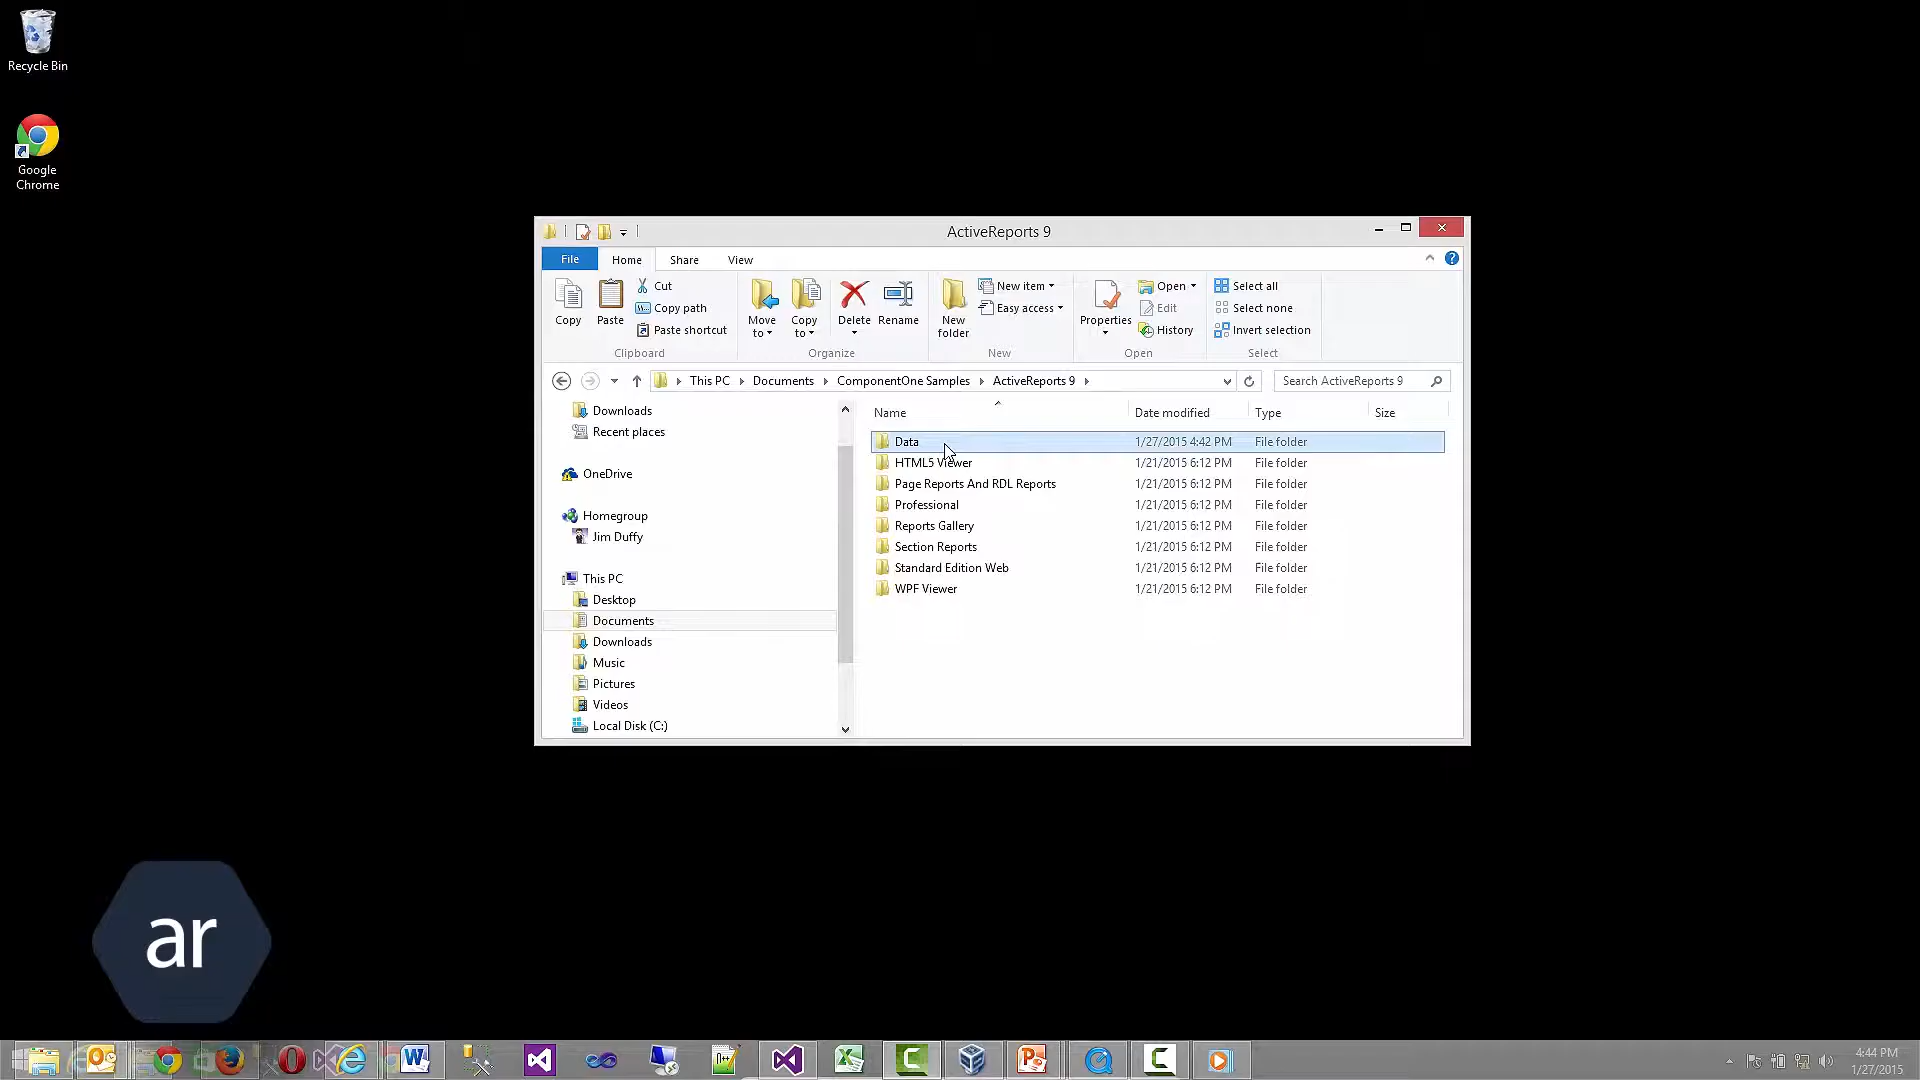 Recycle Bin
Google
Chrome
ActiveReports 9
File
Home
Share
View
Copy
Paste
Cut
Copy path
Paste shortcut
Clipboard
Move
to
Copy
to
Delete
Rename
Organize
New
folder
New item
Easy access
New
Properties
Open
Edit
History
Open
Select all
Select none
Invert selection
Select
This PC
Documents
ComponentOne Samples
ActiveReports 9
Search ActiveReports 9
Downloads
Recent places
OneDrive
Homegroup
Jim Duffy
This PC
Desktop
Documents
Downloads
Music
Pictures
Videos
Local Disk (C:)
Name Date modified Type Size
Data 1/27/2015 4:42 PM File folder
HTML5 Viewer 1/21/2015 6:12 PM File folder
Page Reports And RDL Reports 1/21/2015 6:12 PM File folder
Professional 1/21/2015 6:12 PM File folder
Reports Gallery 1/21/2015 6:12 PM File folder
Section Reports 1/21/2015 6:12 PM File folder
Standard Edition Web 1/21/2015 6:12 PM File folder
WPF Viewer 1/21/2015 6:12 PM File folder
ar
4:44 PM
1/27/2015